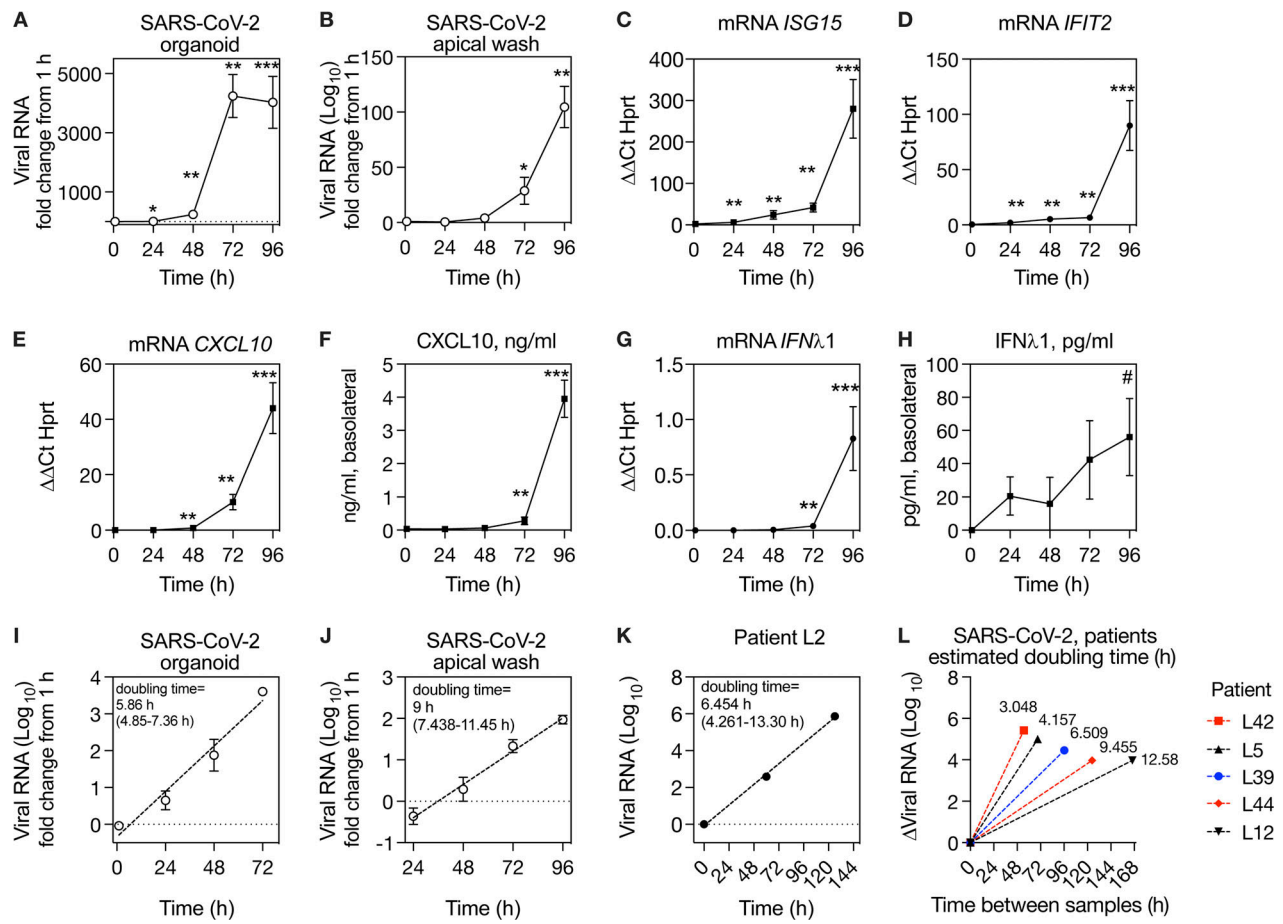 A
SARS-CoV-2
organoid
Viral RNA
fold change from 1 h
5000
3000
1000
*
**
**
***
0 24 48 72 96
Time (h)
B
SARS-CoV-2
apical wash
Viral RNA (Log10)
fold change from 1 h
150
100
50
0
*
**
0 24 48 72 96
Time (h)
C
mRNA ISG15
ΔΔCt Hprt
400
300
200
100
0
**
**
**
***
0 24 48 72 96
Time (h)
D
mRNA IFIT2
ΔΔCt Hprt
150
100
50
0
**
**
**
***
0 24 48 72 96
Time (h)
E
mRNA CXCL10
ΔΔCt Hprt
60
40
20
0
**
**
***
0 24 48 72 96
Time (h)
F
CXCL10, ng/ml
ng/ml, basolateral
5
4
3
2
1
0
**
***
0 24 48 72 96
Time (h)
G
mRNA IFNλ1
ΔΔCt Hprt
1.5
1.0
0.5
0.0
**
***
0 24 48 72 96
Time (h)
H
IFNλ1, pg/ml
pg/ml, basolateral
100
80
60
40
20
0
#
0 24 48 72 96
Time (h)
I
SARS-CoV-2
organoid
Viral RNA (Log10)
fold change from 1 h
4
3
2
1
0
doubling time=
5.86 h
(4.85-7.36 h)
0 24 48 72
Time (h)
J
SARS-CoV-2
apical wash
Viral RNA (Log10)
fold change from 1 h
4
3
2
1
0
-1
doubling time=
9 h
(7.438-11.45 h)
24 48 72 96
Time (h)
K
Patient L2
Viral RNA (Log10)
8
6
4
2
0
doubling time=
6.454 h
(4.261-13.30 h)
0 24 48 72 96 120 144
Time (h)
L
SARS-CoV-2, patients
estimated doubling time (h)
ΔViral RNA (Log10)
8
6
4
2
0
3.048
4.157
6.509
9.455
12.58
0 24 48 72 96 120 144 168
Time between samples (h)
Patient
L42
L5
L39
L44
L12